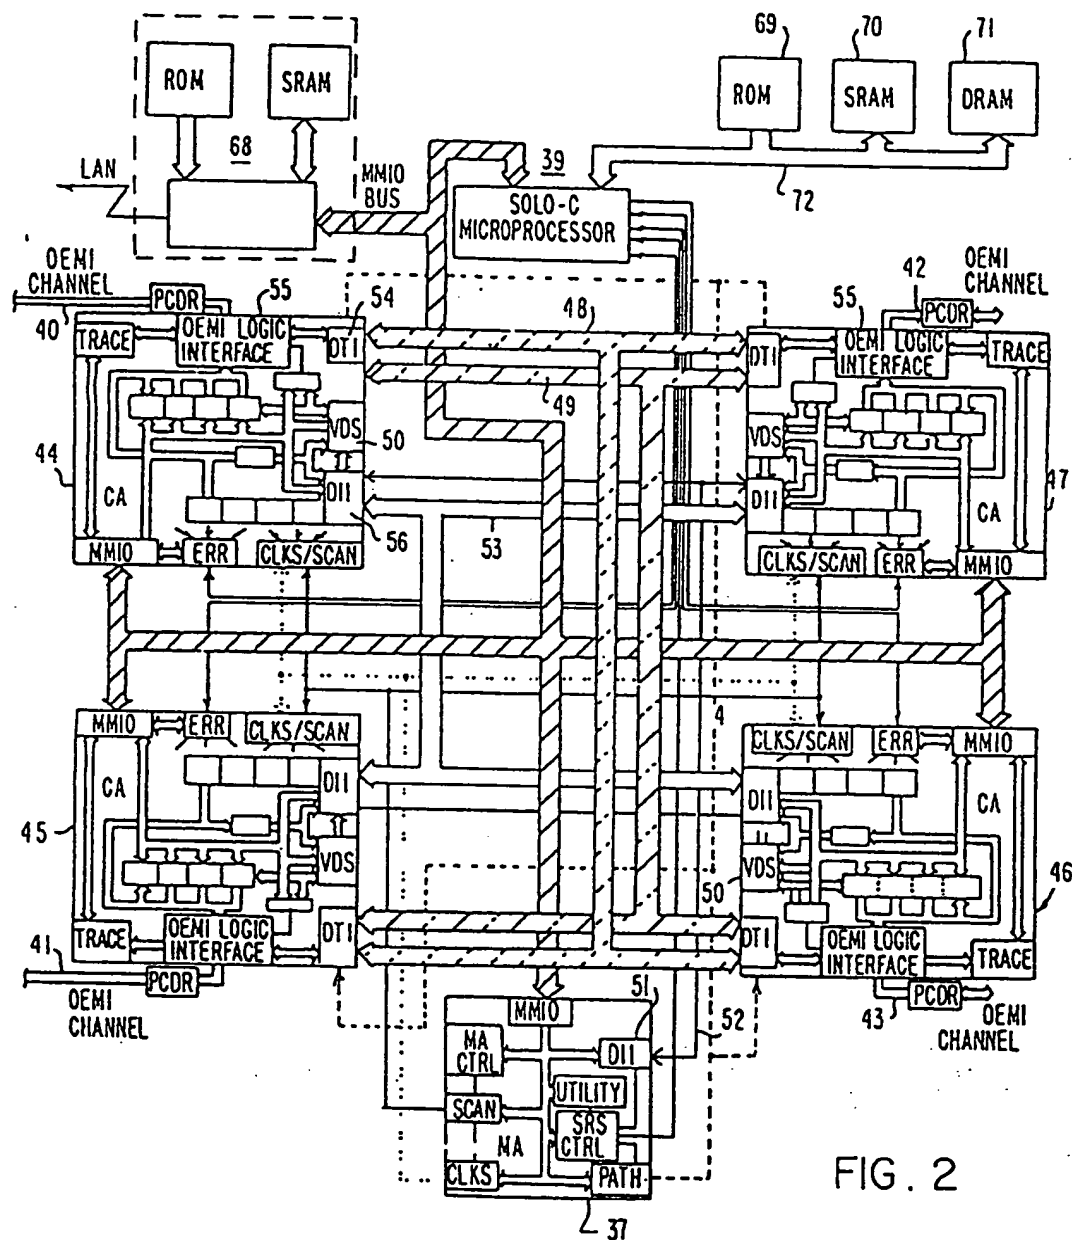 69
70
71
ROM
SRAM
ROM
SRAM
DRAM
68
LAN
MMIO
BUS
39
72
SOLO-C
MICROPROCESSOR
OEMI
CHANNEL
PCDR
55
54
40
TRACE
OEMI LOGIC
INTERFACE
DTI
48
49
VDS
50
44
CA
DII
56
53
MMIO
ERR
CLKS/SCAN
42
OEMI
CHANNEL
55
PCDR
DTI
OEMI LOGIC
INTERFACE
TRACE
VDS
DII
CA
47
CLKS/SCAN
ERR
MMIO
4
MMIO
ERR
CLKS/SCAN
CA
DII
45
VDS
TRACE
OEMI LOGIC
INTERFACE
DTI
41
PCDR
OEMI
CHANNEL
CLKS/SCAN
ERR
MMIO
DII
CA
VDS
50
46
DTI
OEMI LOGIC
INTERFACE
TRACE
43
PCDR
OEMI
CHANNEL
51
52
MMIO
MA
CTRL
DII
UTILITY
SCAN
SRS
CTRL
MA
CLKS
PATH
37
FIG. 2